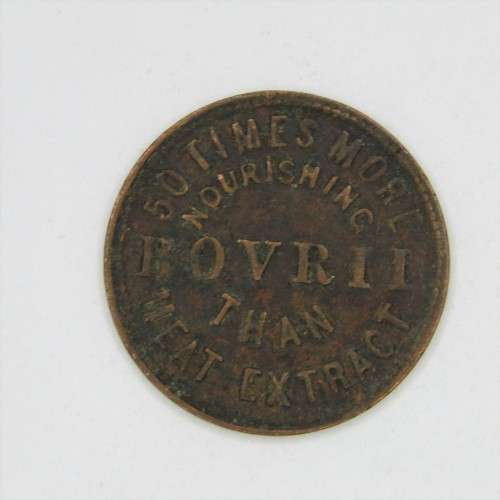 50 TIMES MORE
NOURISHING
BOVRIL
THAN
MEAT EXTRACT